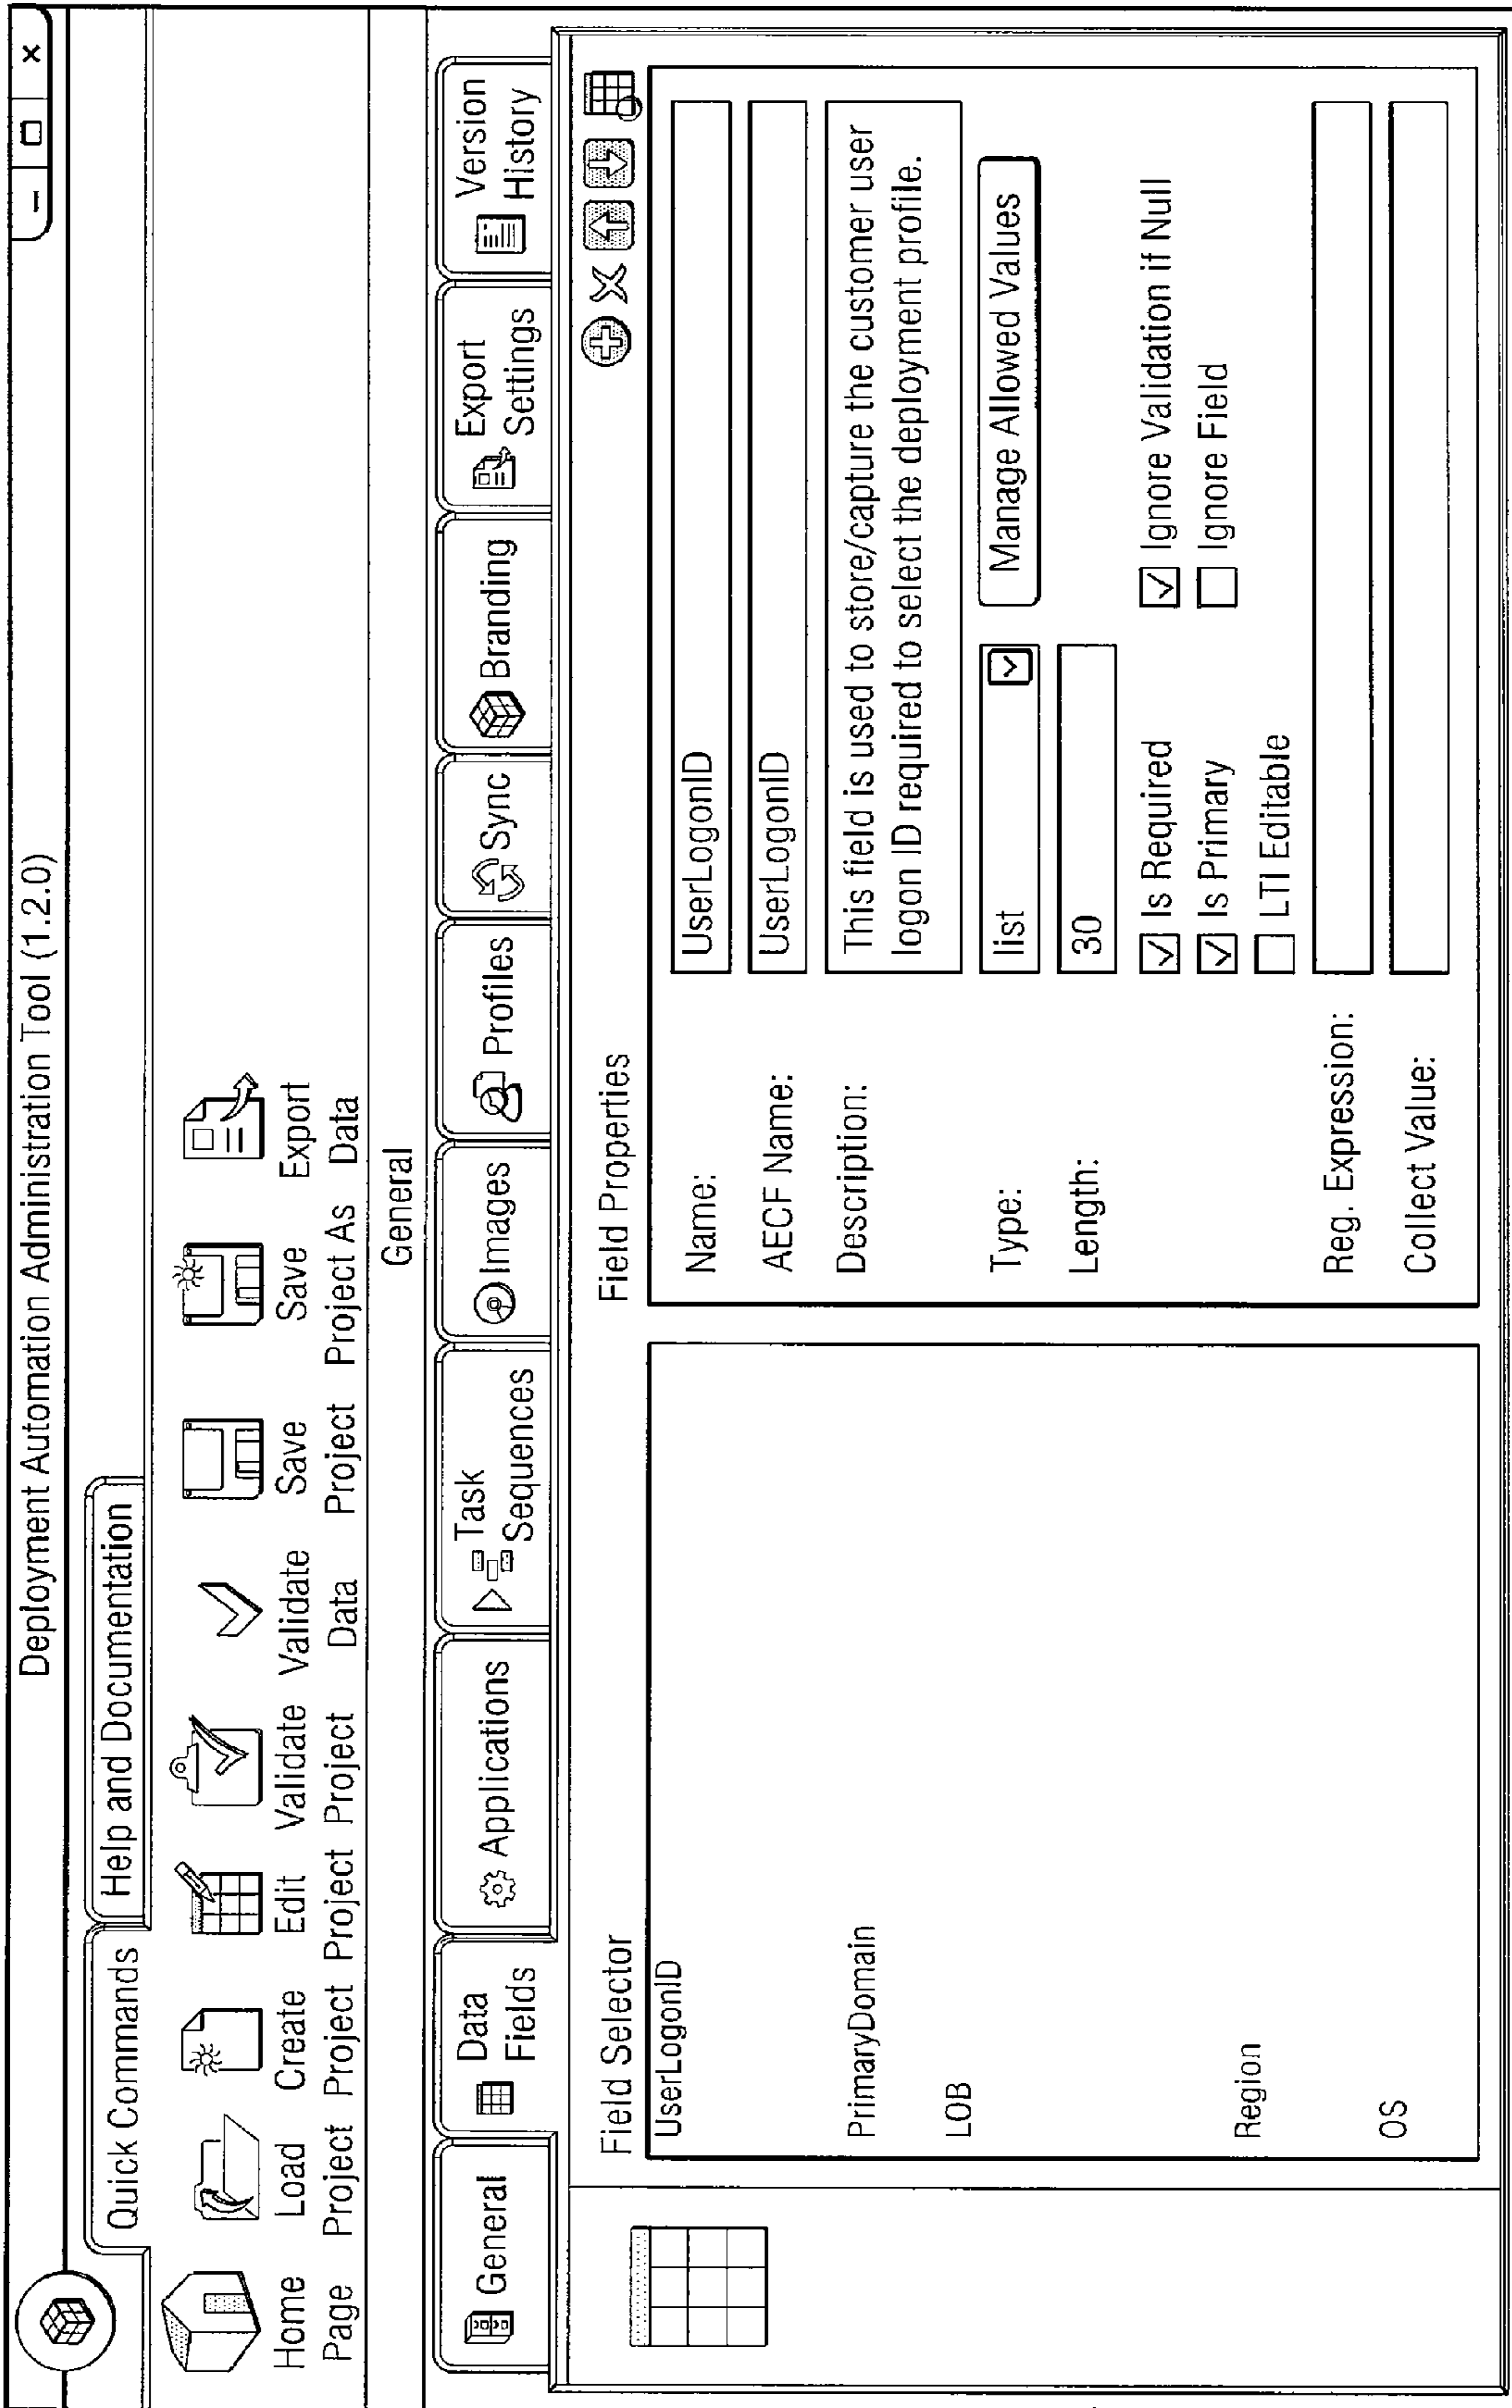 Deployment Automation Administration Tool (1.2.0)
Quick Commands
Help and Documentation
Home Page
Load Project
Create Project
Edit Project
Validate Project
Validate Data
Save Project
Save Project As
Export Data
General
General
Data Fields
Applications
Task Sequences
Images
Profiles
Sync
Branding
Export Settings
Version History
Field Selector
UserLogonID
PrimaryDomain
LOB
Region
OS
Field Properties
Name: UserLogonID
AECF Name: UserLogonID
Description: This field is used to store/capture the customer user
logon ID required to select the deployment profile.
Type: list Manage Allowed Values
Length: 30
Is Required Ignore Validation if Null
Is Primary Ignore Field
LTI Editable
Reg. Expression:
Collect Value: